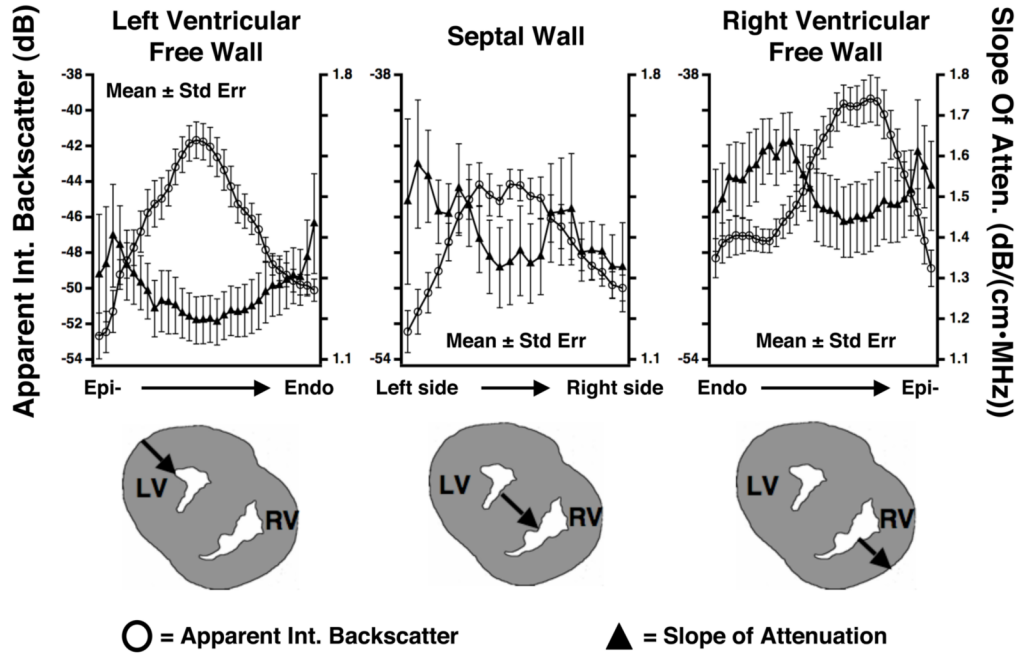 Left Ventricular
Free Wall
Septal Wall
Right Ventricular
Free Wall
Apparent Int. Backscatter (dB)
Slope Of Atten. (dB/(cm•MHz))
-38
-40
-42
-44
-46
-48
-50
-52
-54
Mean ± Std Err
1.8
1.1
Epi-
Endo
-38
-54
Mean ± Std Err
1.8
1.1
Left side
Right side
-38
-54
Mean ± Std Err
1.8
1.7
1.6
1.5
1.4
1.3
1.2
1.1
Endo
Epi-
LV
RV
LV
RV
LV
RV
= Apparent Int. Backscatter
= Slope of Attenuation